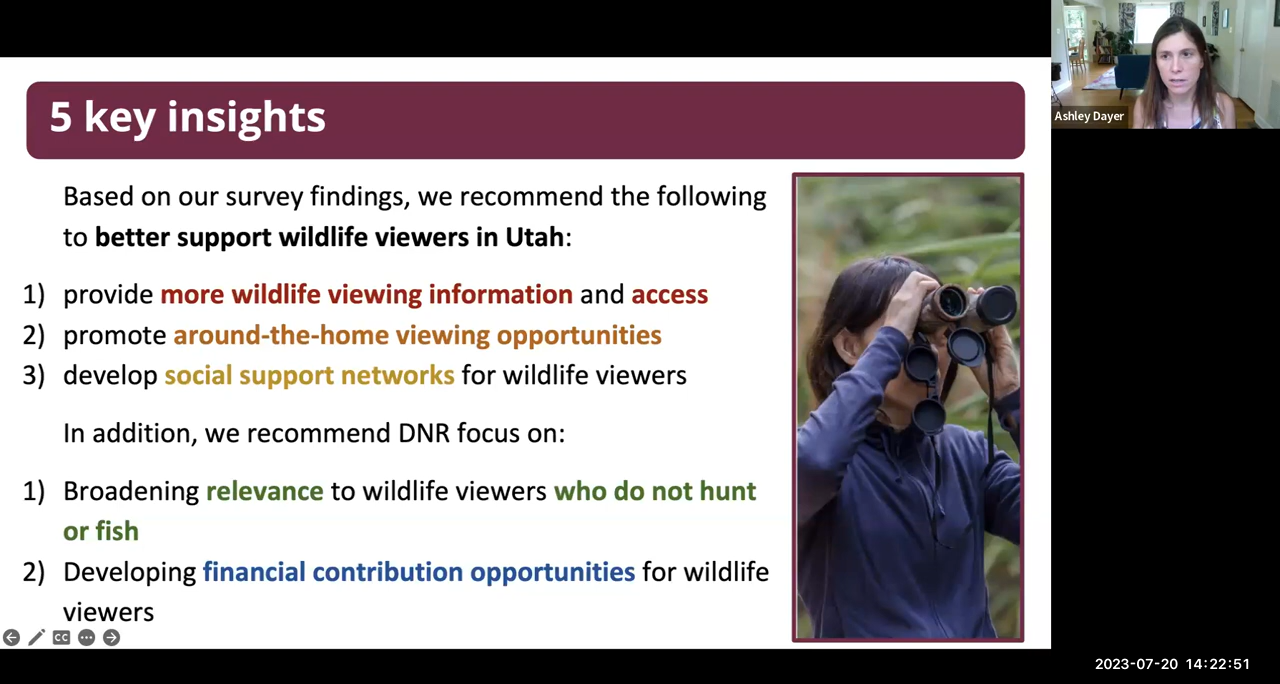 5 key insights
Based on our survey findings, we recommend the following
to better support wildlife viewers in Utah:
1) provide more wildlife viewing information and access
2) promote around-the-home viewing opportunities
3) develop social support networks for wildlife viewers
In addition, we recommend DNR focus on:
1) Broadening relevance to wildlife viewers who do not hunt
or fish
2) Developing financial contribution opportunities for wildlife
viewers
CC
Ashley Dayer
2023-07-20 14:22:51